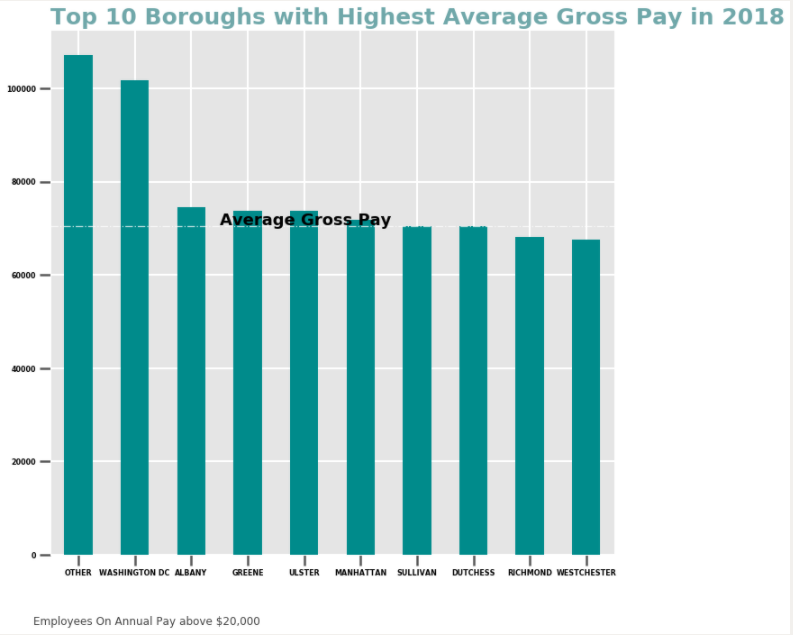 Top 10 Boroughs with Highest Average Gross Pay in 2018
100000
80000
Average Gross Pay
60000
40000
20000
0
OTHER WASHINGTON DC ALBANY GREENE ULSTER MANHATTAN SULLIVAN DUTCHESS RICHMOND WESTCHESTER
Employees On Annual Pay above $20,000